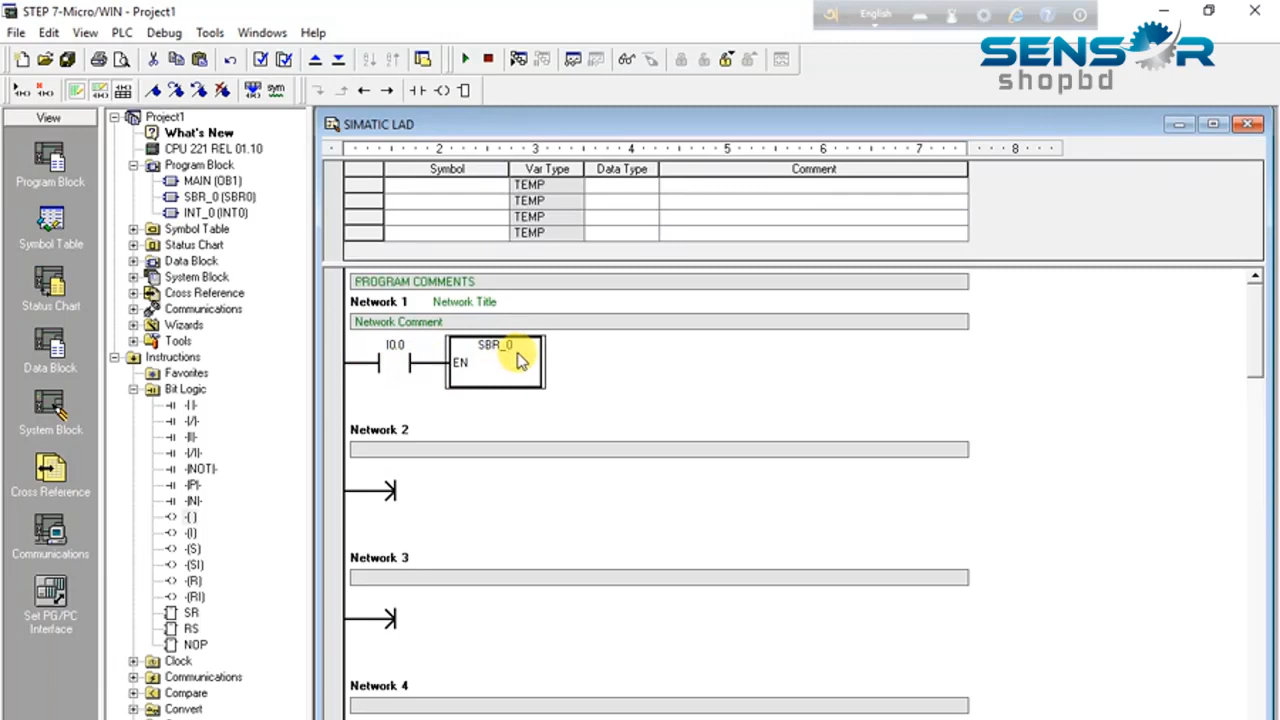 STEP 7-Micro/WIN - Project1
English
File Edit View PLC Debug Tools Windows Help
SENSOR
shopbd
sym
View
Program Block
Symbol Table
Status Chart
Data Block
System Block
Cross Reference
Communications
Set PG/PC
Interface
Project1
What's New
CPU 221 REL 01.10
Program Block
MAIN (OB1)
SBR_0 (SBR0)
INT_0 (INT0)
Symbol Table
Status Chart
Data Block
System Block
Cross Reference
Communications
Wizards
Tools
Instructions
Favorites
Bit Logic
-| |-
-|/|-
-|I|-
-|/I|-
-|NOT|-
-|P|-
-|N|-
-( )
-(I)
-(S)
-(SI)
-(R)
-(RI)
SR
RS
NOP
Clock
Communications
Compare
Convert
SIMATIC LAD
2 3 4 5 6 7 8
Symbol Var Type Data Type Comment
TEMP
TEMP
TEMP
TEMP
PROGRAM COMMENTS
Network 1 Network Title
Network Comment
I0.0 SBR_0
EN
Network 2
Network 3
Network 4